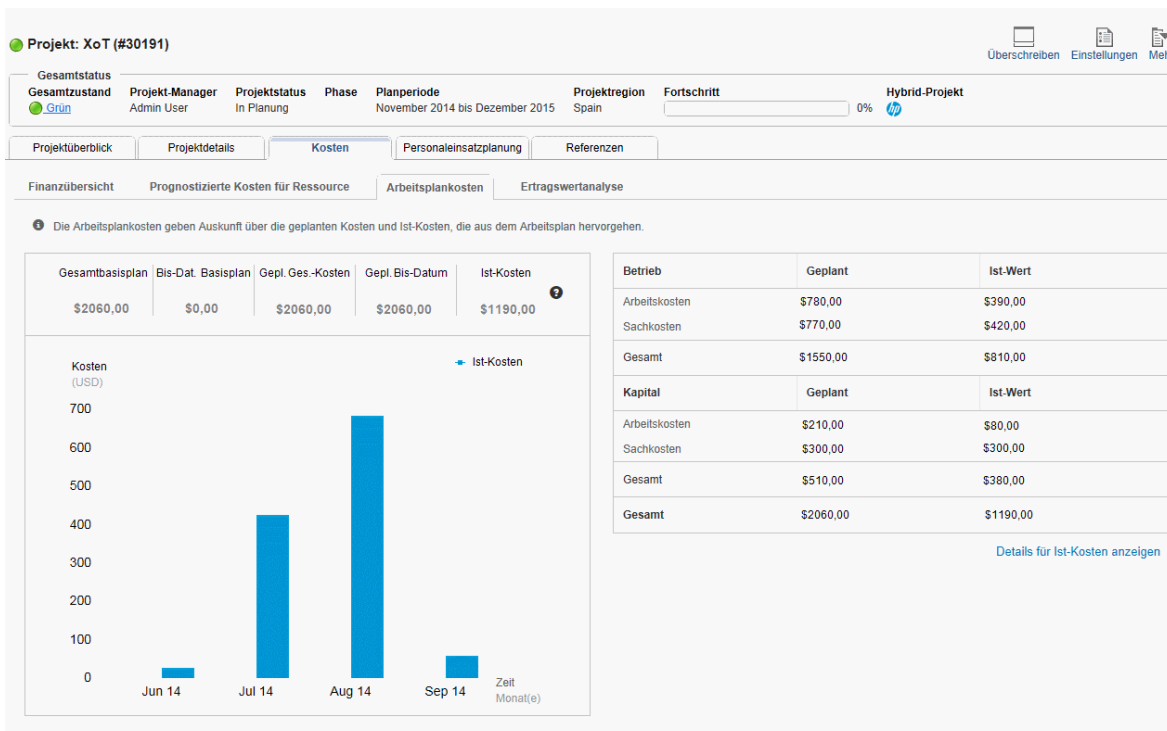 Projekt: XoT (#30191)
Überschreiben Einstellungen Meh
Gesamtstatus
Gesamtzustand Projekt-Manager Projektstatus Phase Planperiode Projektregion Fortschritt Hybrid-Projekt
Grün Admin User In Planung November 2014 bis Dezember 2015 Spain 0% hp
Projektüberblick Projektdetails Kosten Personaleinsatzplanung Referenzen
Finanzübersicht Prognostizierte Kosten für Ressource Arbeitsplankosten Ertragswertanalyse
Die Arbeitsplankosten geben Auskunft über die geplanten Kosten und Ist-Kosten, die aus dem Arbeitsplan hervorgehen.
Gesamtbasisplan Bis-Dat. Basisplan Gepl. Ges.-Kosten Gepl. Bis-Datum Ist-Kosten
$2060,00 $0,00 $2060,00 $2060,00 $1190,00
Kosten
(USD)
Ist-Kosten
700
600
500
400
300
200
100
0
Jun 14 Jul 14 Aug 14 Sep 14
Zeit
Monat(e)
Betrieb Geplant Ist-Wert
Arbeitskosten $780,00 $390,00
Sachkosten $770,00 $420,00
Gesamt $1550,00 $810,00
Kapital Geplant Ist-Wert
Arbeitskosten $210,00 $80,00
Sachkosten $300,00 $300,00
Gesamt $510,00 $380,00
Gesamt $2060,00 $1190,00
Details für Ist-Kosten anzeigen